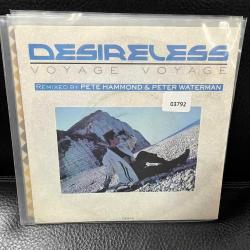 DESIRELESS
VOYAGE VOYAGE
REMIXED BY PETE HAMMOND & PETER WATERMAN
03792